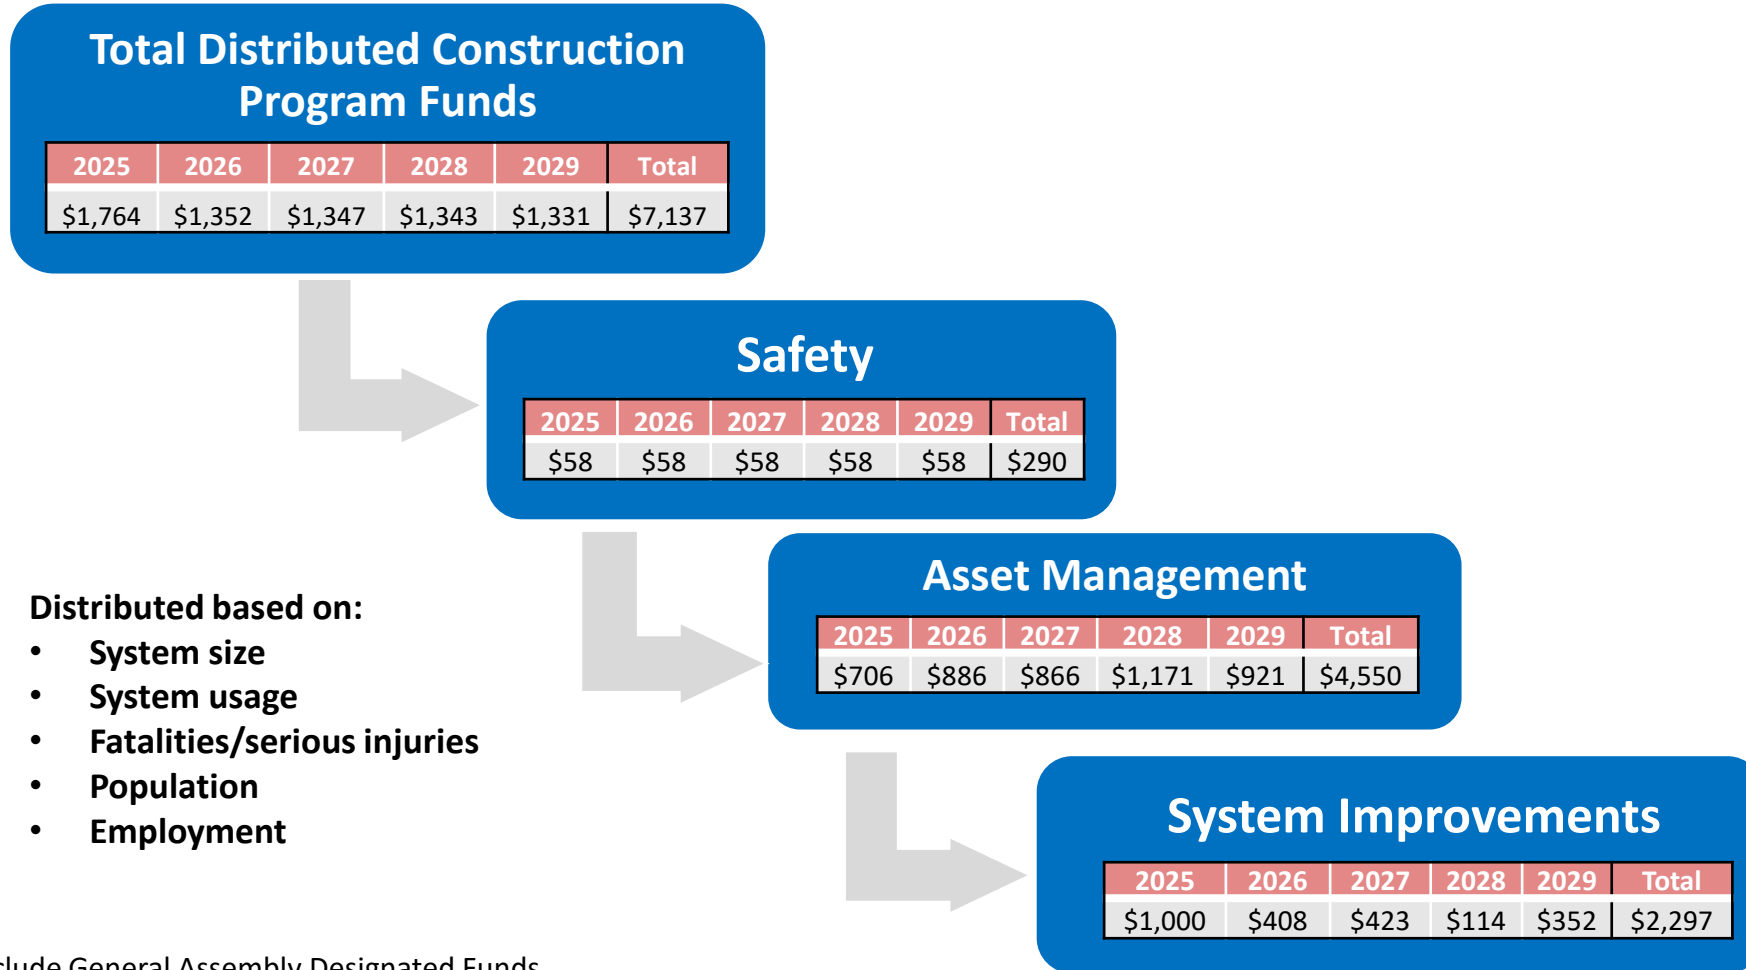 Total Distributed Construction
Program Funds
2025 2026 2027 2028 2029 Total
$1,764 $1,352 $1,347 $1,343 $1,331 $7,137
Safety
2025 2026 2027 2028 2029 Total
$58 $58 $58 $58 $58 $290
Asset Management
2025 2026 2027 2028 2029 Total
$706 $886 $866 $1,171 $921 $4,550
Distributed based on:
• System size
• System usage
• Fatalities/serious injuries
• Population
• Employment
System Improvements
2025 2026 2027 2028 2029 Total
$1,000 $408 $423 $114 $352 $2,297
General Assembly Designated Funds